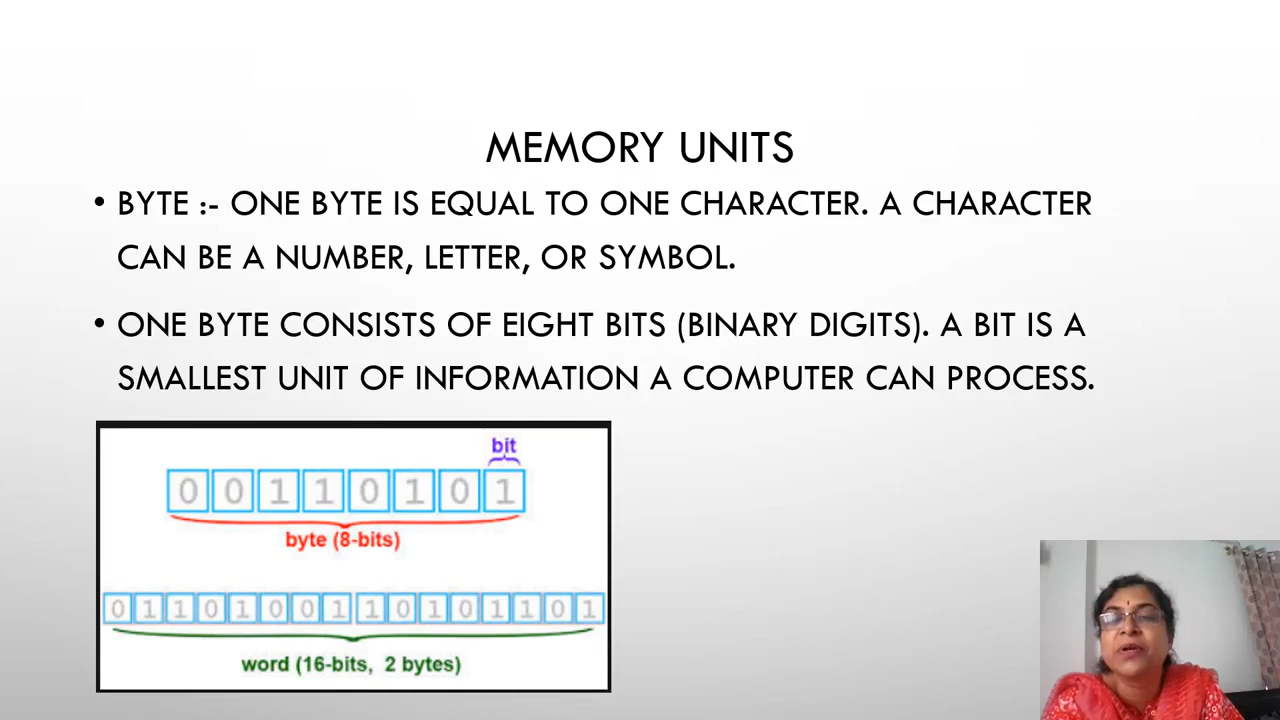 MEMORY UNITS
• BYTE :- ONE BYTE IS EQUAL TO ONE CHARACTER. A CHARACTER
CAN BE A NUMBER, LETTER, OR SYMBOL.
• ONE BYTE CONSISTS OF EIGHT BITS (BINARY DIGITS). A BIT IS A
SMALLEST UNIT OF INFORMATION A COMPUTER CAN PROCESS.
bit
0 0 1 1 0 1 0 1
byte (8-bits)
0 1 1 0 1 0 0 1 1 0 1 0 1 1 0 1
word (16-bits, 2 bytes)